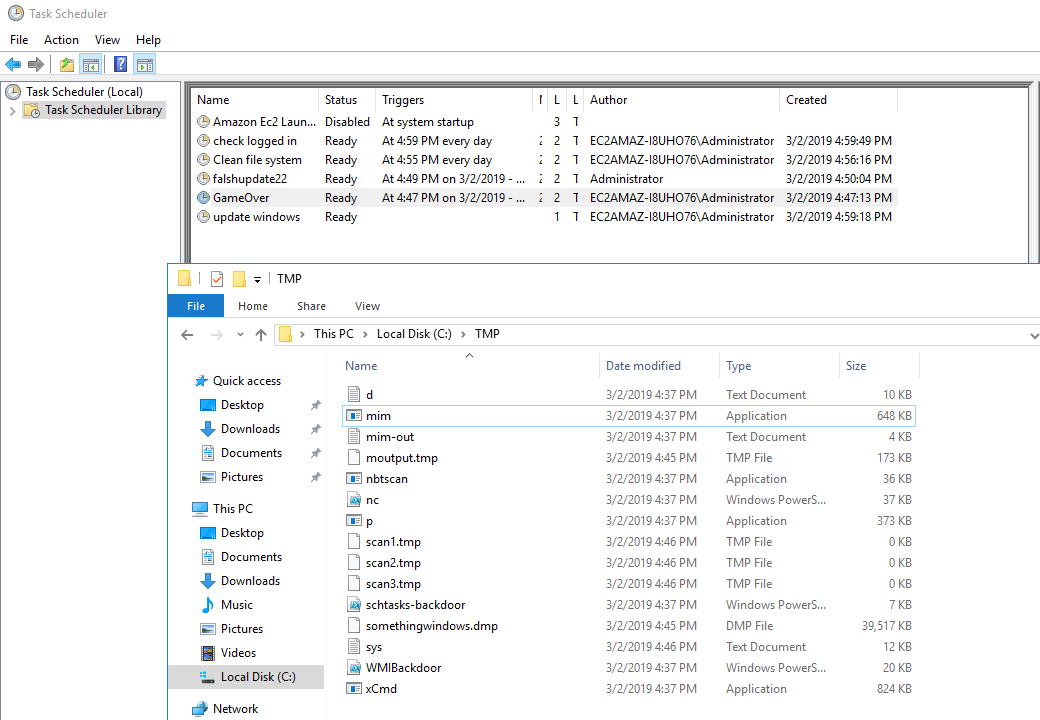 Task Scheduler
File Action View Help
Task Scheduler (Local)
Task Scheduler Library
Name Status Triggers L L Author Created
Amazon Ec2 Laun... Disabled At system startup 3 T
check logged in Ready At 4:59 PM every day 2 2 T EC2AMAZ-I8UHO76\Administrator 3/2/2019 4:59:49 PM
Clean file system Ready At 4:55 PM every day 2 2 T EC2AMAZ-I8UHO76\Administrator 3/2/2019 4:56:16 PM
falshupdate22 Ready At 4:49 PM on 3/2/2019 - ... 2 2 T Administrator 3/2/2019 4:50:04 PM
GameOver Ready At 4:47 PM on 3/2/2019 - ... 2 2 T EC2AMAZ-I8UHO76\Administrator 3/2/2019 4:47:13 PM
update windows Ready 1 T EC2AMAZ-I8UHO76\Administrator 3/2/2019 4:59:18 PM
TMP
File Home Share View
This PC Local Disk (C:) TMP
Quick access
Desktop
Downloads
Documents
Pictures
This PC
Desktop
Documents
Downloads
Music
Pictures
Videos
Local Disk (C:)
Network
Name Date modified Type Size
d 3/2/2019 4:37 PM Text Document 10 KB
mim 3/2/2019 4:37 PM Application 648 KB
mim-out 3/2/2019 4:37 PM Text Document 4 KB
moutput.tmp 3/2/2019 4:45 PM TMP File 173 KB
nbtscan 3/2/2019 4:37 PM Application 36 KB
nc 3/2/2019 4:37 PM Windows PowerS... 37 KB
p 3/2/2019 4:37 PM Application 373 KB
scan1.tmp 3/2/2019 4:46 PM TMP File 0 KB
scan2.tmp 3/2/2019 4:46 PM TMP File 0 KB
scan3.tmp 3/2/2019 4:46 PM TMP File 0 KB
schtasks-backdoor 3/2/2019 4:37 PM Windows PowerS... 7 KB
somethingwindows.dmp 3/2/2019 4:45 PM DMP File 39,517 KB
sys 3/2/2019 4:46 PM Text Document 12 KB
WMIBackdoor 3/2/2019 4:37 PM Windows PowerS... 20 KB
xCmd 3/2/2019 4:37 PM Application 824 KB